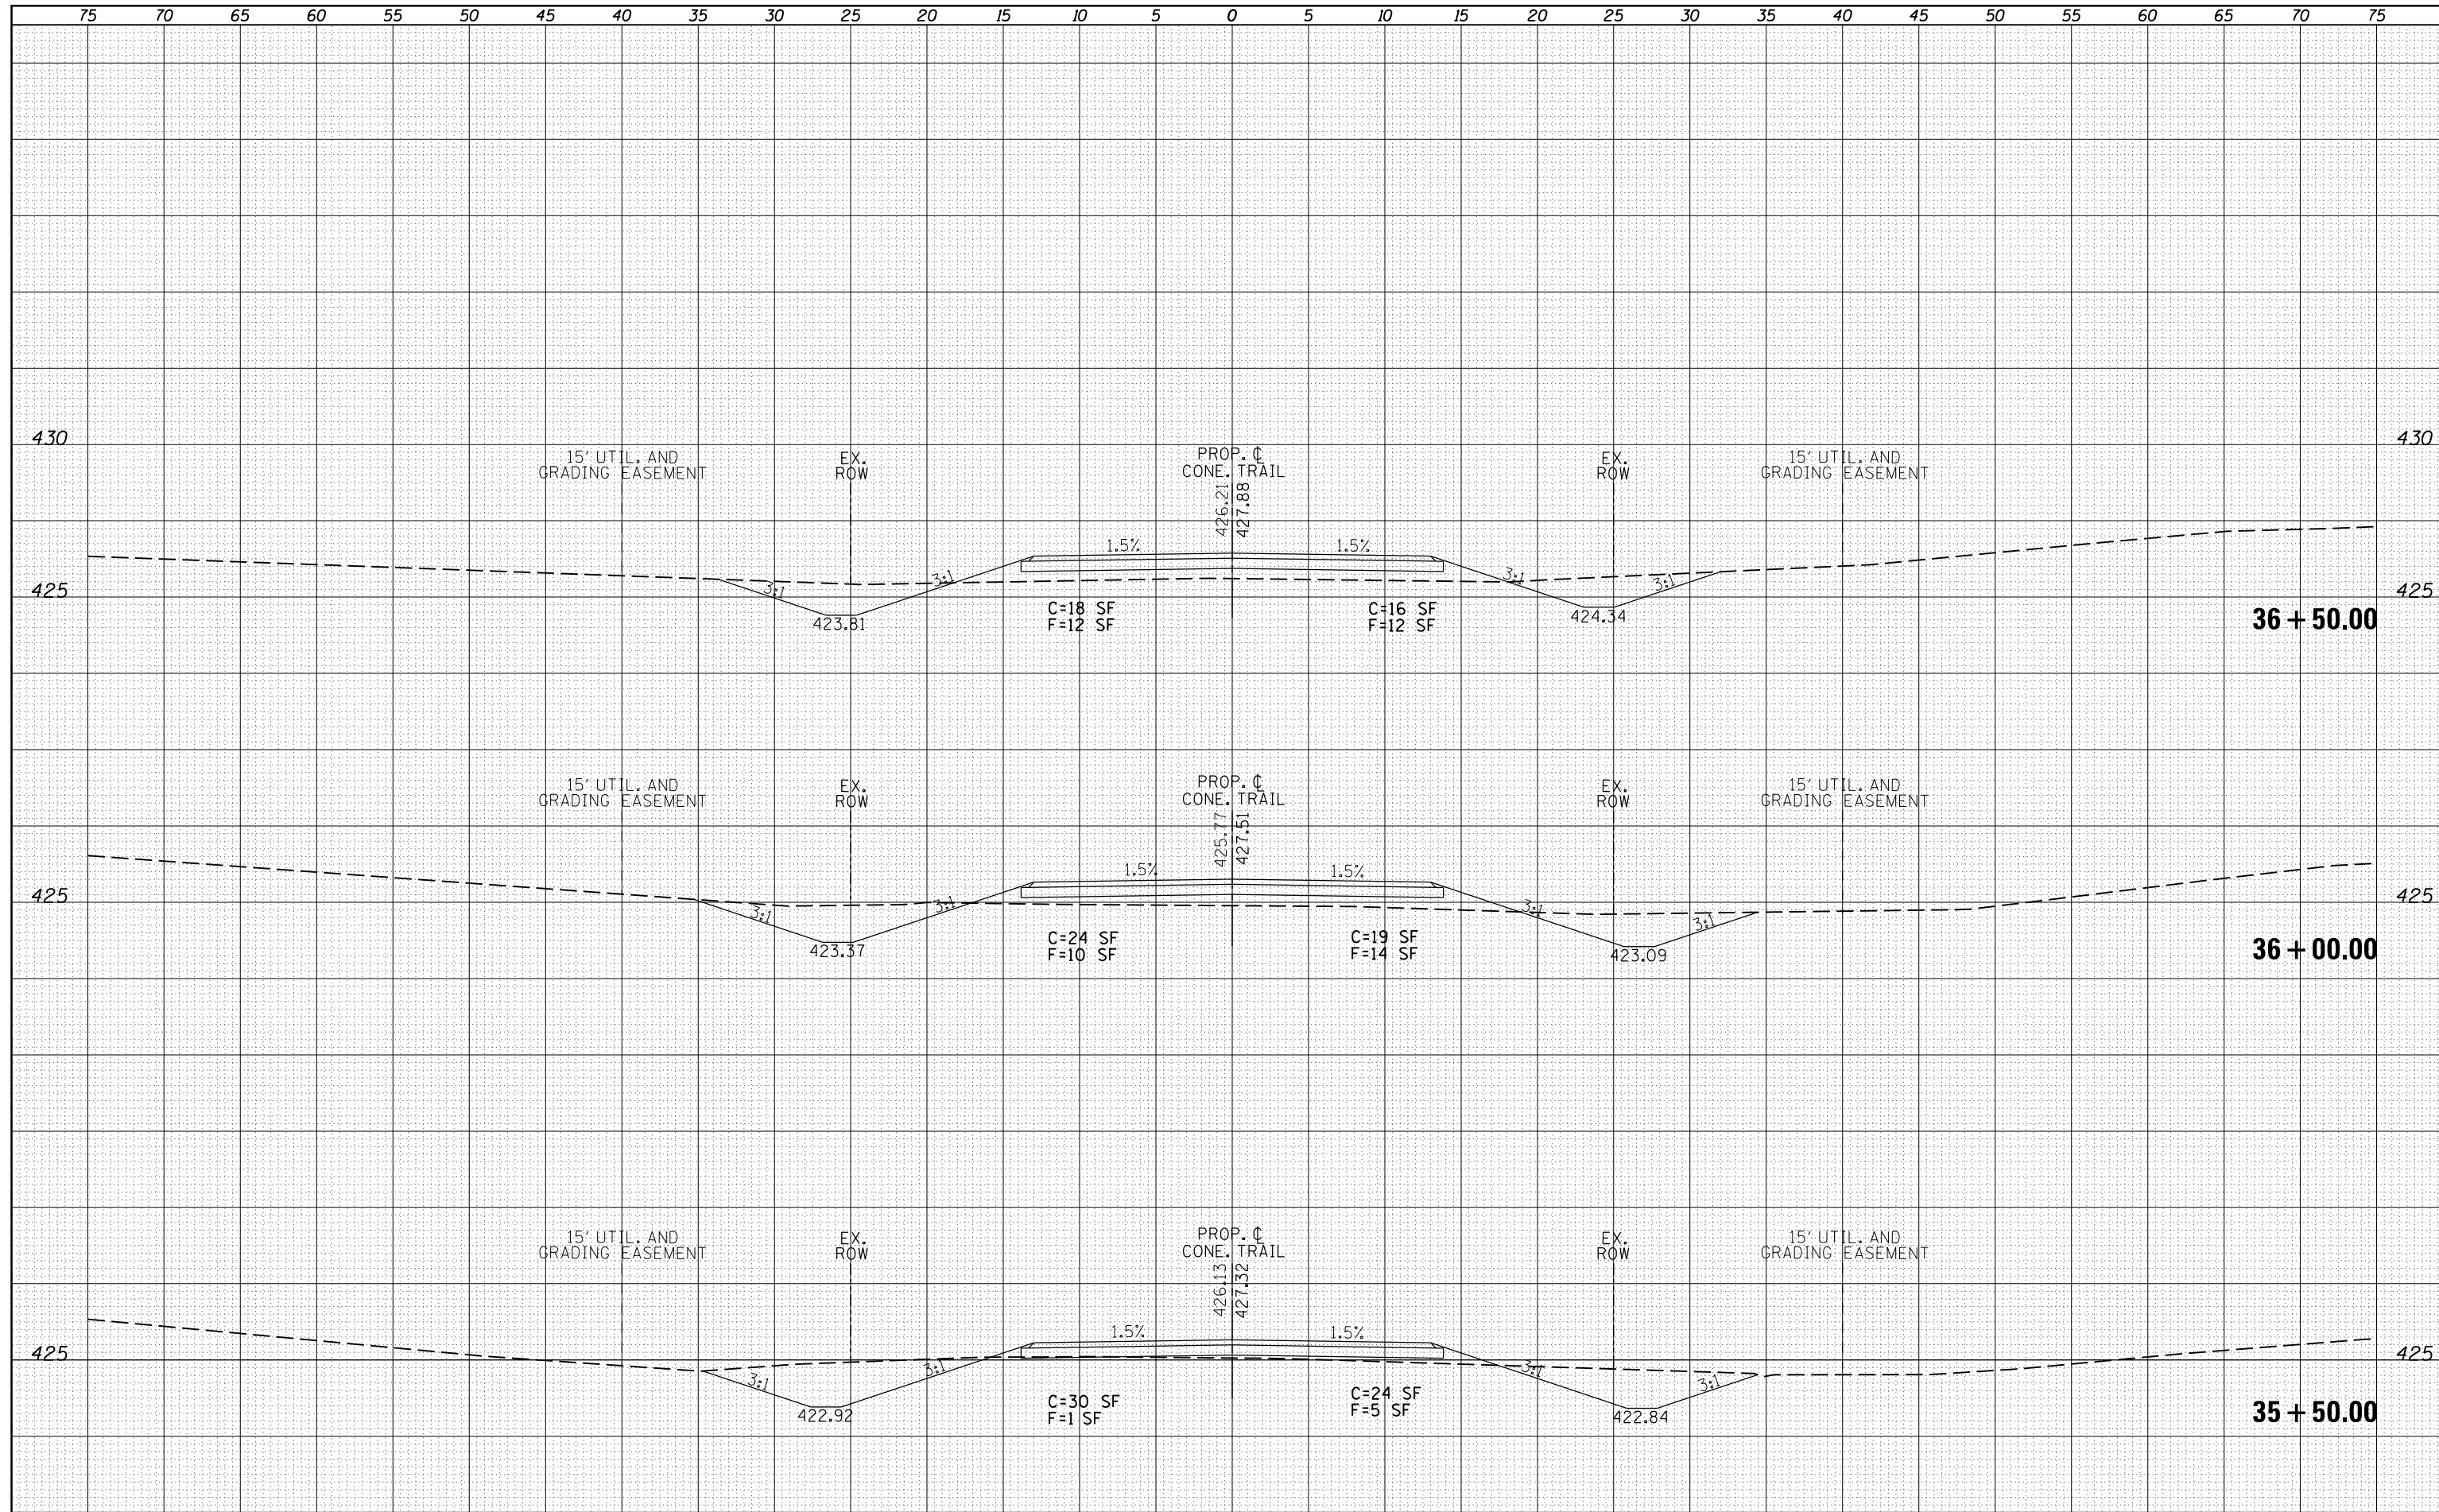 75 70 65 60 55 50 45 40 35 30 25 20 15 10 5 0 5 10 15 20 25 30 35 40 45 50 55 60 65 70 75
430 430
15' UTIL. AND
GRADING EASEMENT
EX.
ROW
PROP. ℄
CONE. TRAIL
EX.
ROW
15' UTIL. AND
GRADING EASEMENT
426.21
427.88
1.5% 1.5%
3:1 3:1 3:1 3:1
425 425
423.81
C=18 SF
F=12 SF
C=16 SF
F=12 SF
424.34
36+50.00
15' UTIL. AND
GRADING EASEMENT
EX.
ROW
PROP. ℄
CONE. TRAIL
EX.
ROW
15' UTIL. AND
GRADING EASEMENT
425.77
427.51
1.5% 1.5%
425 425
3:1 3:1 3:1 3:1
423.37
C=24 SF
F=10 SF
C=19 SF
F=14 SF
423.09
36+00.00
15' UTIL. AND
GRADING EASEMENT
EX.
ROW
PROP. ℄
CONE. TRAIL
EX.
ROW
15' UTIL. AND
GRADING EASEMENT
426.13
427.32
1.5% 1.5%
425 425
3:1 3:1 3:1 3:1
422.92
C=30 SF
F=1 SF
C=24 SF
F=5 SF
422.84
35+50.00